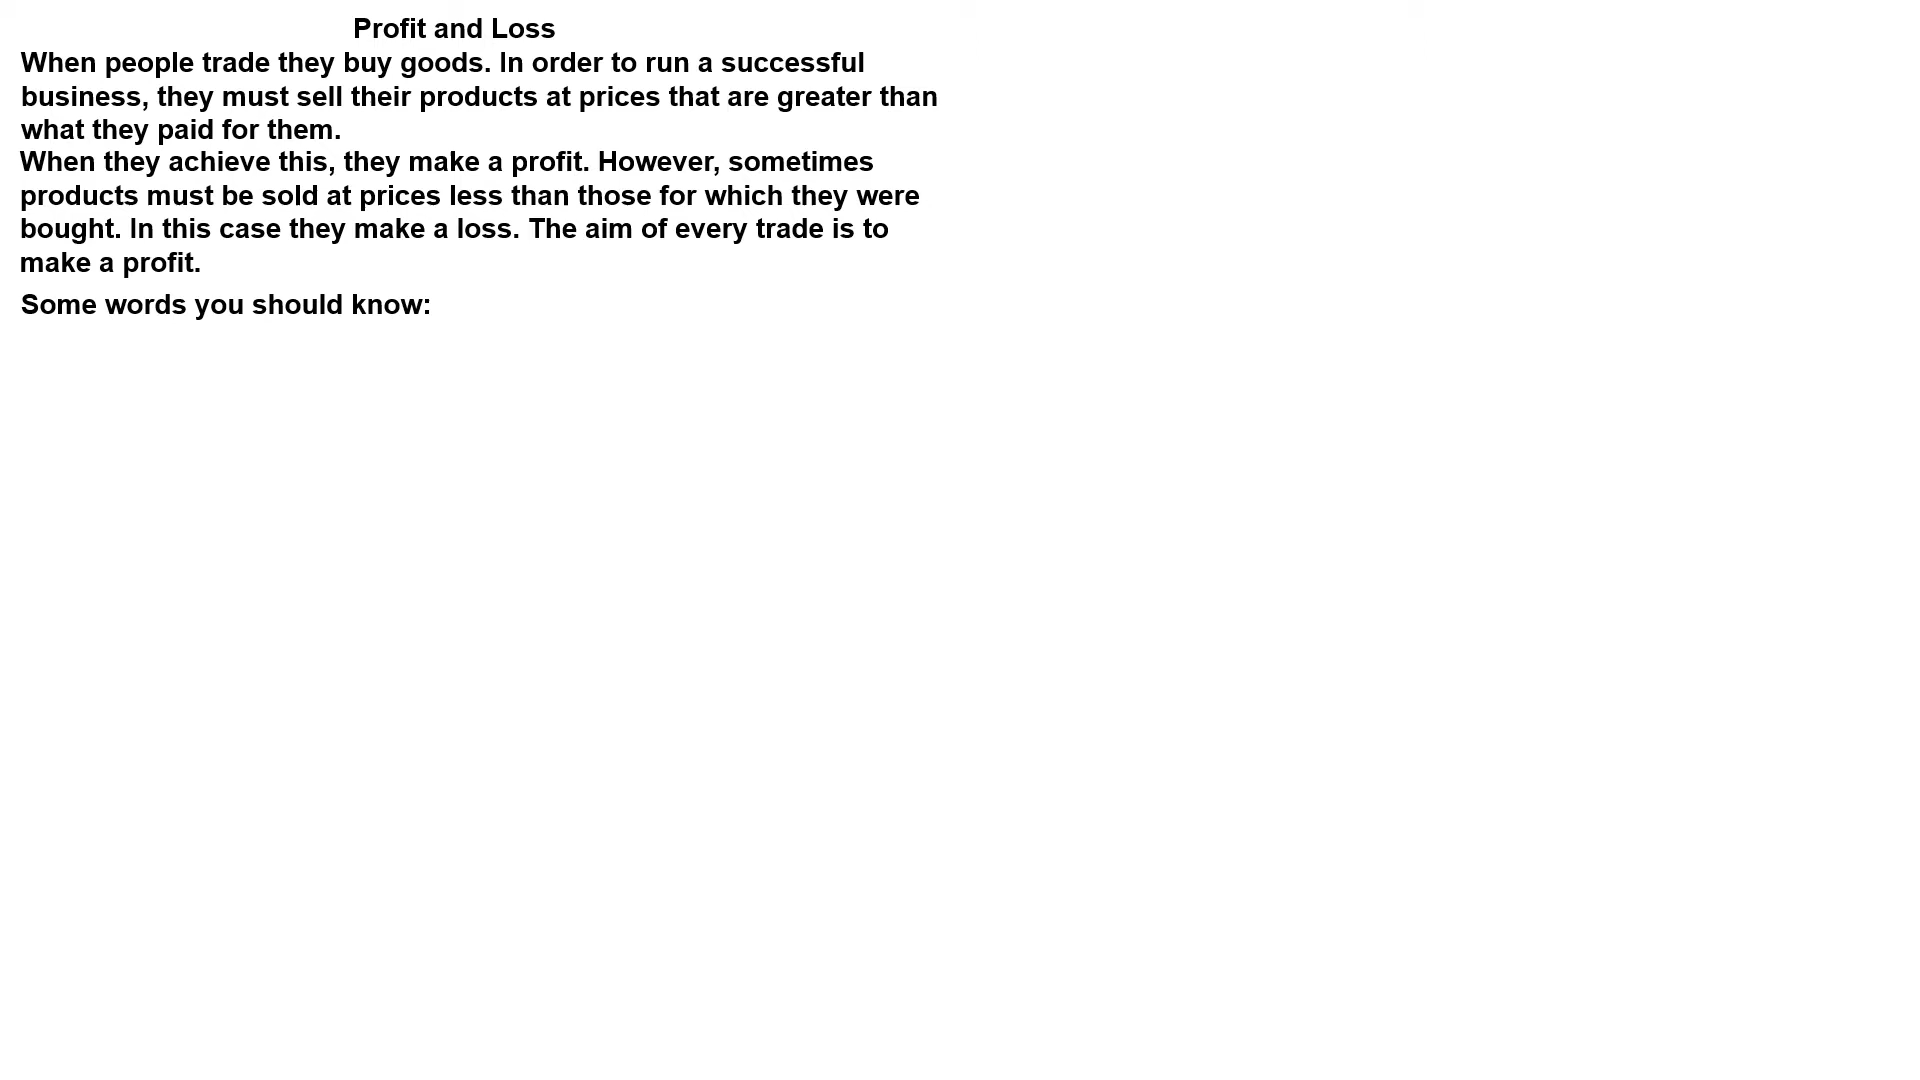 Profit and Loss
When people trade they buy goods. In order to run a successful
business, they must sell their products at prices that are greater than
what they paid for them.
When they achieve this, they make a profit. However, sometimes
products must be sold at prices less than those for which they were
bought. In this case they make a loss. The aim of every trade is to
make a profit.
Some words you should know: